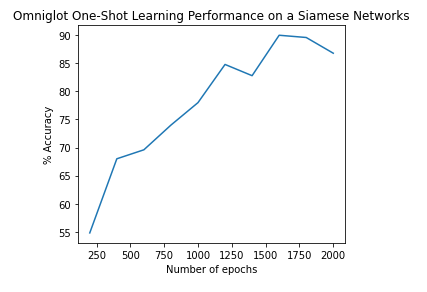 Omniglot One-Shot Learning Performance on a Siamese Networks
90
85
80
75
70
65
60
55
% Accuracy
250 500 750 1000 1250 1500 1750 2000
Number of epochs